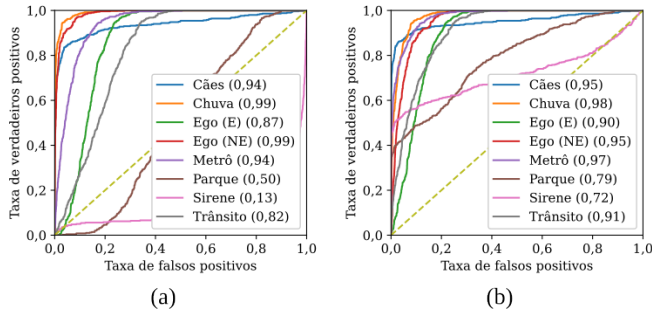 1,0
0,8
0,6
0,4
0,2
0,0
Taxa de verdadeiros positivos
Cães (0,94)
Chuva (0,99)
Ego (E) (0,87)
Ego (NE) (0,99)
Metrô (0,94)
Parque (0,50)
Sirene (0,13)
Trânsito (0,82)
0,0 0,2 0,4 0,6 0,8 1,0
Taxa de falsos positivos
(a)
1,0
0,8
0,6
0,4
0,2
0,0
Taxa de verdadeiros positivos
Cães (0,95)
Chuva (0,98)
Ego (E) (0,90)
Ego (NE) (0,95)
Metrô (0,97)
Parque (0,79)
Sirene (0,72)
Trânsito (0,91)
0,0 0,2 0,4 0,6 0,8 1,0
Taxa de falsos positivos
(b)